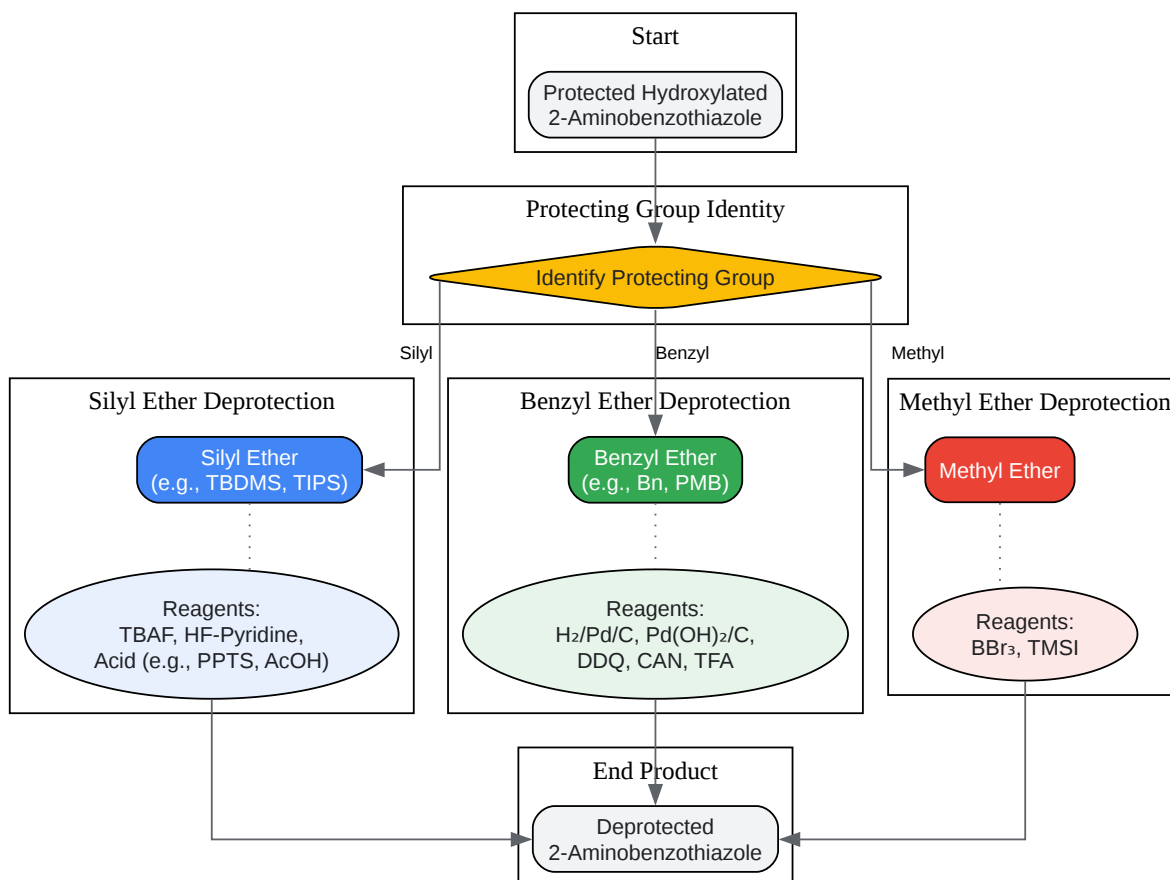 Start
Protected Hydroxylated
2-Aminobenzothiazole
Protecting Group Identity
Identify Protecting Group
Silyl
Benzyl
Methyl
Silyl Ether Deprotection
Silyl Ether
(e.g., TBDMS, TIPS)
Reagents:
TBAF, HF-Pyridine,
Acid (e.g., PPTS, AcOH)
Benzyl Ether Deprotection
Benzyl Ether
(e.g., Bn, PMB)
Reagents:
H₂/Pd/C, Pd(OH)₂/C,
DDQ, CAN, TFA
Methyl Ether Deprotection
Methyl Ether
Reagents:
BBr₃, TMSI
End Product
Deprotected
2-Aminobenzothiazole